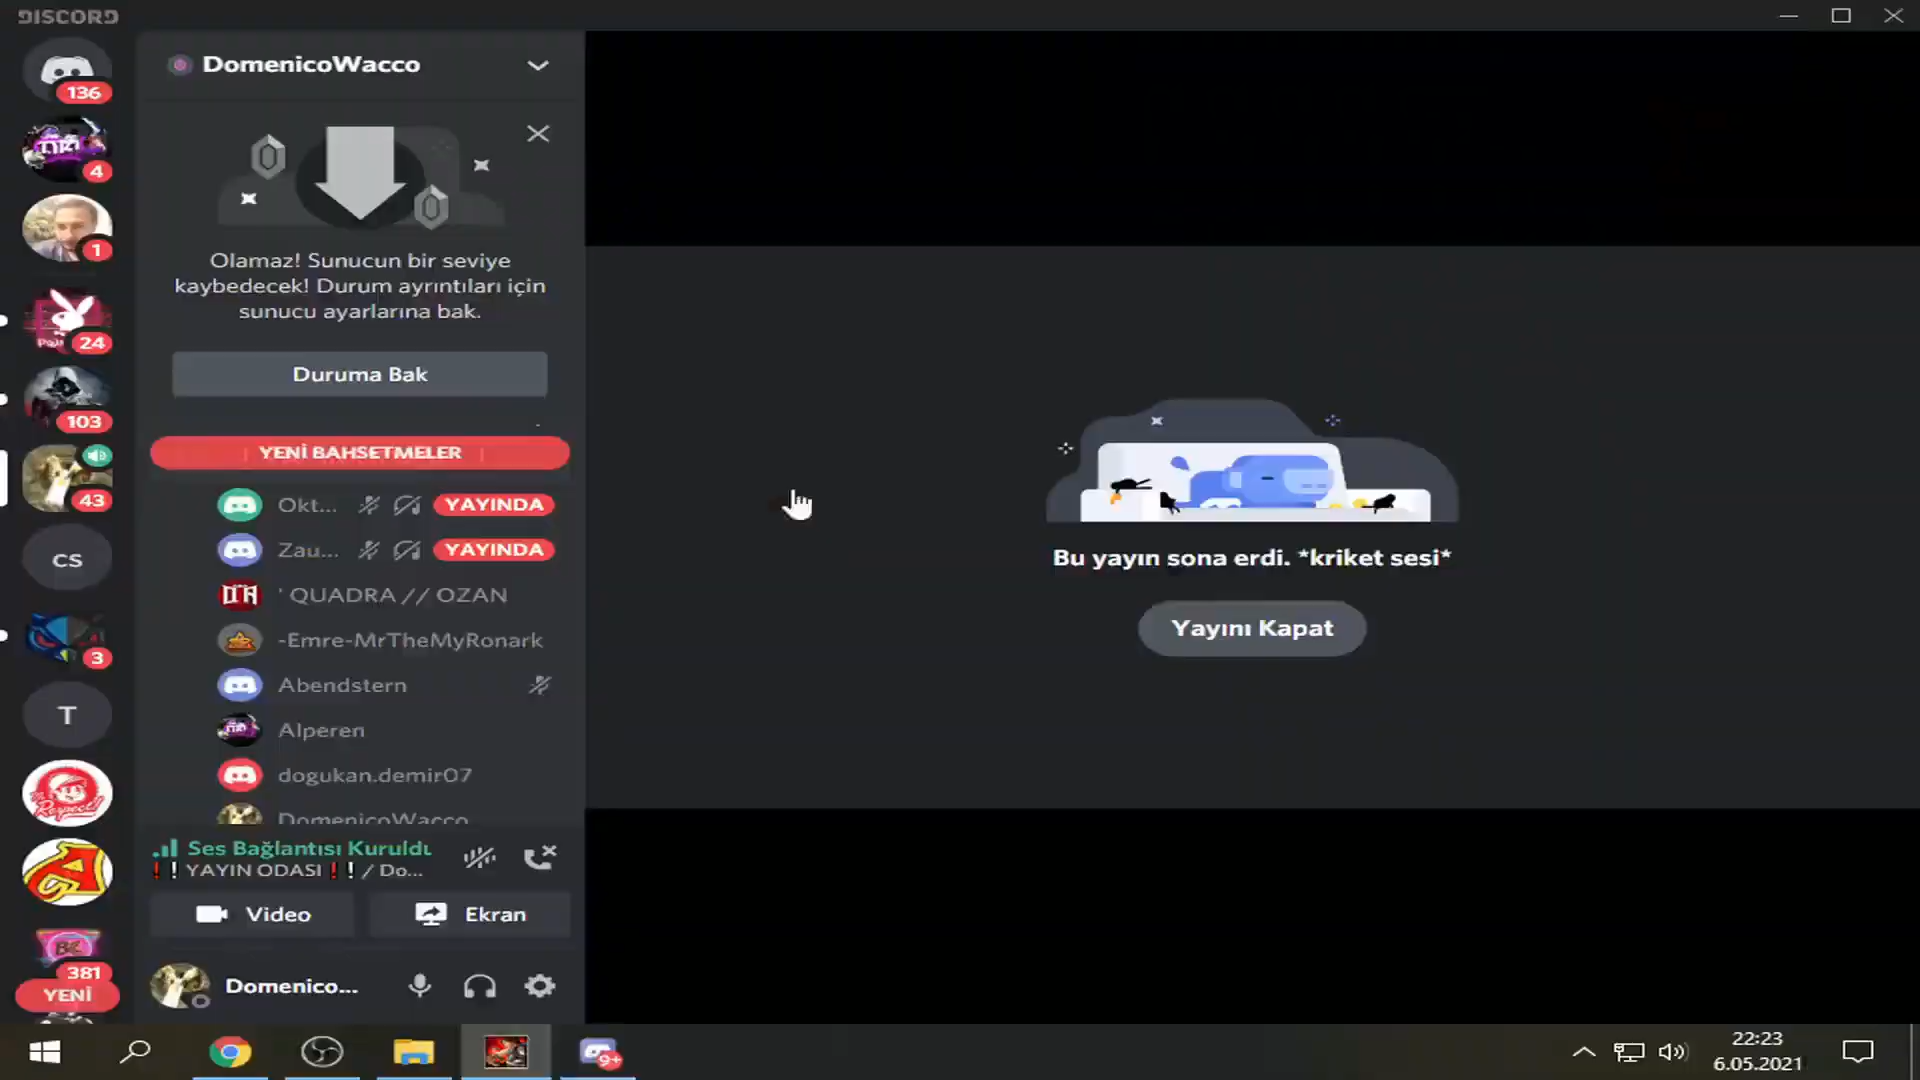 DISCORD
136
4
1
24
103
43
CS
3
T
Respect!
381
YENİ
DomenicoWacco
Olamaz! Sunucun bir seviye
kaybedecek! Durum ayrıntıları için
sunucu ayarlarına bak.
Duruma Bak
YENİ BAHSETMELER
Okt... YAYINDA
Zau... YAYINDA
' QUADRA // OZAN
-Emre-MrTheMyRonark
Abendstern
Alperen
dogukan.demir07
DomenicoWacco
Ses Bağlantısı Kuruldu
❗❕YAYIN ODASI❗❕ / Do...
Video
Ekran
Domenico...
Bu yayın sona erdi. *kriket sesi*
Yayını Kapat
9+
22:23
6.05.2021